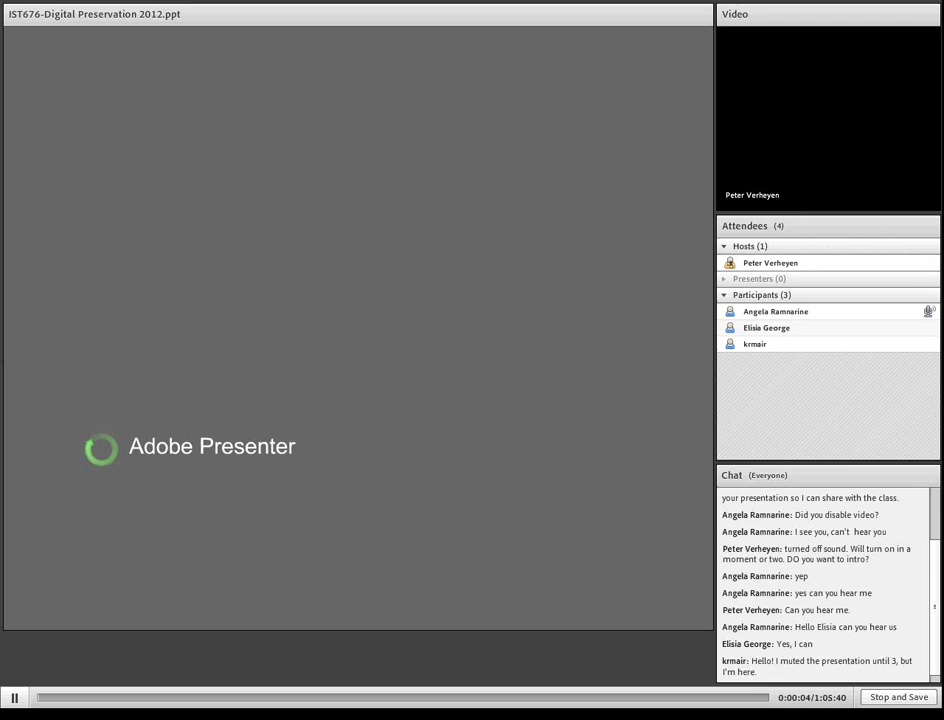 IST676-Digital Preservation 2012.ppt
Video
Peter Verheyen
Attendees (4)
Hosts (1)
Peter Verheyen
Presenters (0)
Participants (3)
Angela Ramnarine
Elisia George
krmair
Adobe Presenter
Chat (Everyone)
your presentation so I can share with the class.
Angela Ramnarine: Did you disable video?
Angela Ramnarine: I see you, can't hear you
Peter Verheyen: turned off sound. Will turn on in a
moment or two. DO you want to intro?
Angela Ramnarine: yep
Angela Ramnarine: yes can you hear me
Peter Verheyen: Can you hear me.
Angela Ramnarine: Hello Elisia can you hear us
Elisia George: Yes, I can
krmair: Hello! I muted the presentation until 3, but
I'm here.
0:00:04/1:05:40
Stop and Save